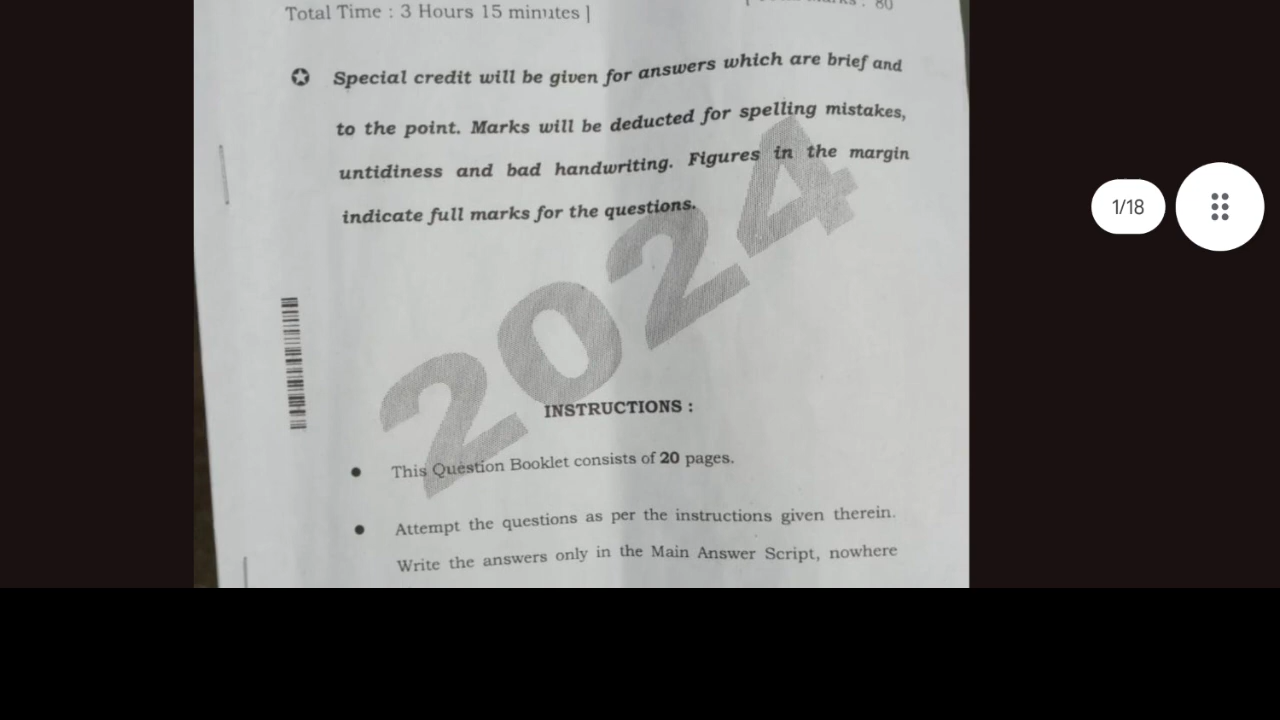 Total Time : 3 Hours 15 minutes ]
80
Special credit will be given for answers which are brief and
to the point. Marks will be deducted for spelling mistakes,
untidiness and bad handwriting. Figures in the margin
indicate full marks for the questions.
2024
INSTRUCTIONS :
• This Question Booklet consists of 20 pages.
• Attempt the questions as per the instructions given therein.
Write the answers only in the Main Answer Script, nowhere
1/18